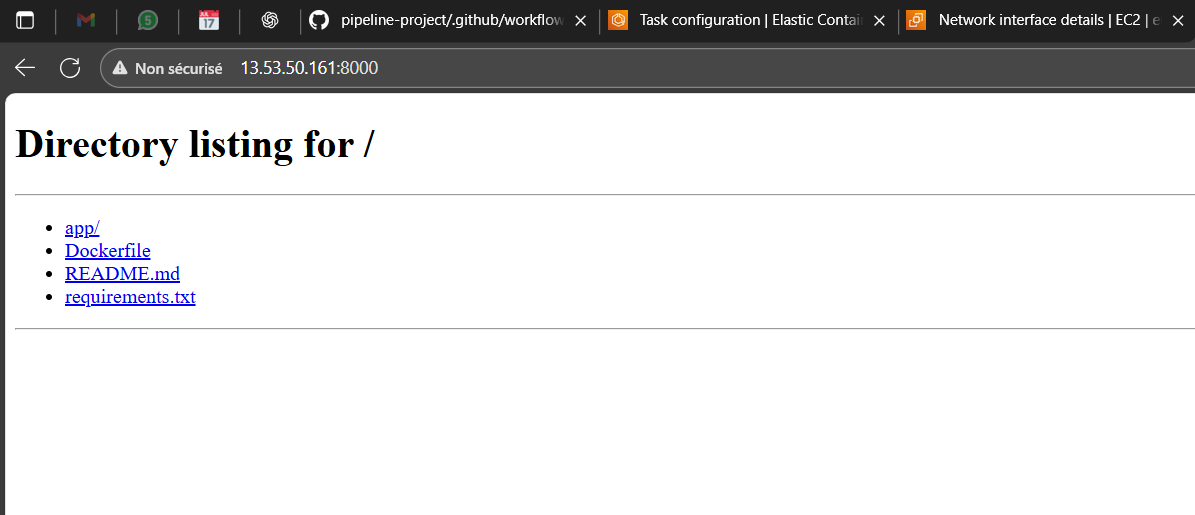 5
JUIL
17
pipeline-project/.github/workflow
Task configuration | Elastic Contai
Network interface details | EC2 | e
Non sécurisé
13.53.50.161:8000
Directory listing for /
app/
Dockerfile
README.md
requirements.txt